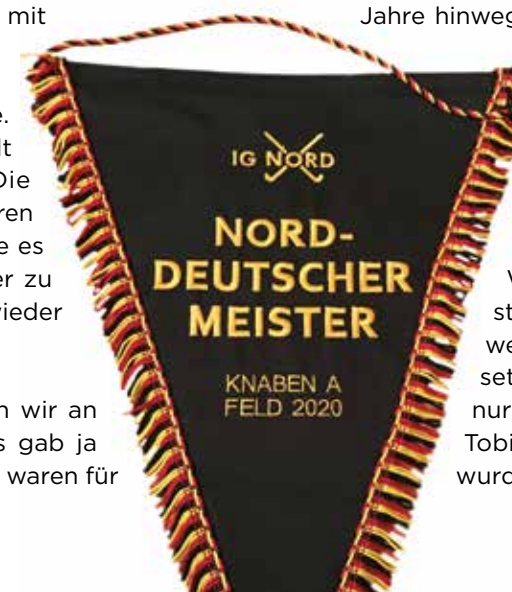 mit
e.
lt
Die
ren
e es
er zu
wieder
n wir an
s gab ja
waren für
IG NORD
NORD-
DEUTSCHER
MEISTER
KNABEN A
FELD 2020
Jahre hinweg
st
we
set
nur
Tobi
wurd